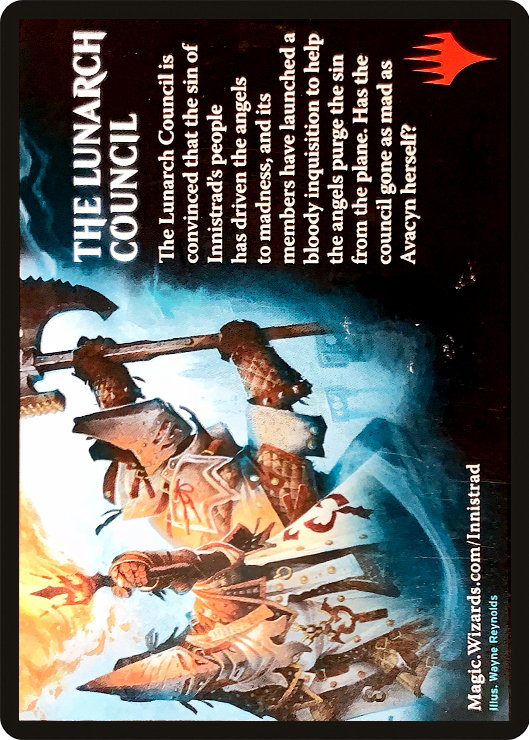 THE LUNARCH
COUNCIL
The Lunarch Council is
convinced that the sin of
Innistrad's people
has driven the angels
to madness, and its
members have launched a
bloody inquisition to help
the angels purge the sin
from the plane. Has the
council gone as mad as
Avacyn herself?
Magic.Wizards.com/Innistrad
Illus. Wayne Reynolds